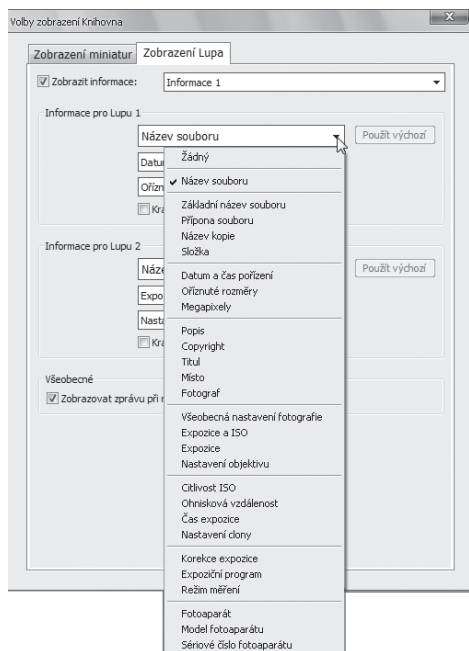 Volby zobrazení Knihovna
Zobrazení miniatur Zobrazení Lupa
Zobrazit informace: Informace 1
Informace pro Lupu 1
Název souboru Použít výchozí
Žádný
Název souboru
Základní název souboru
Přípona souboru
Název kopie
Složka
Informace pro Lupu 2
Použít výchozí
Datum a čas pořízení
Oříznuté rozměry
Megapixely
Popis
Copyright
Titul
Místo
Fotograf
Všeobecné
Zobrazovat zprávu při
Všeobecná nastavení fotografie
Expozice a ISO
Expozice
Nastavení objektivu
Citlivost ISO
Ohnisková vzdálenost
Čas expozice
Nastavení clony
Korekce expozice
Expoziční program
Režim měření
Fotoaparát
Model fotoaparátu
Sériové číslo fotoaparátu